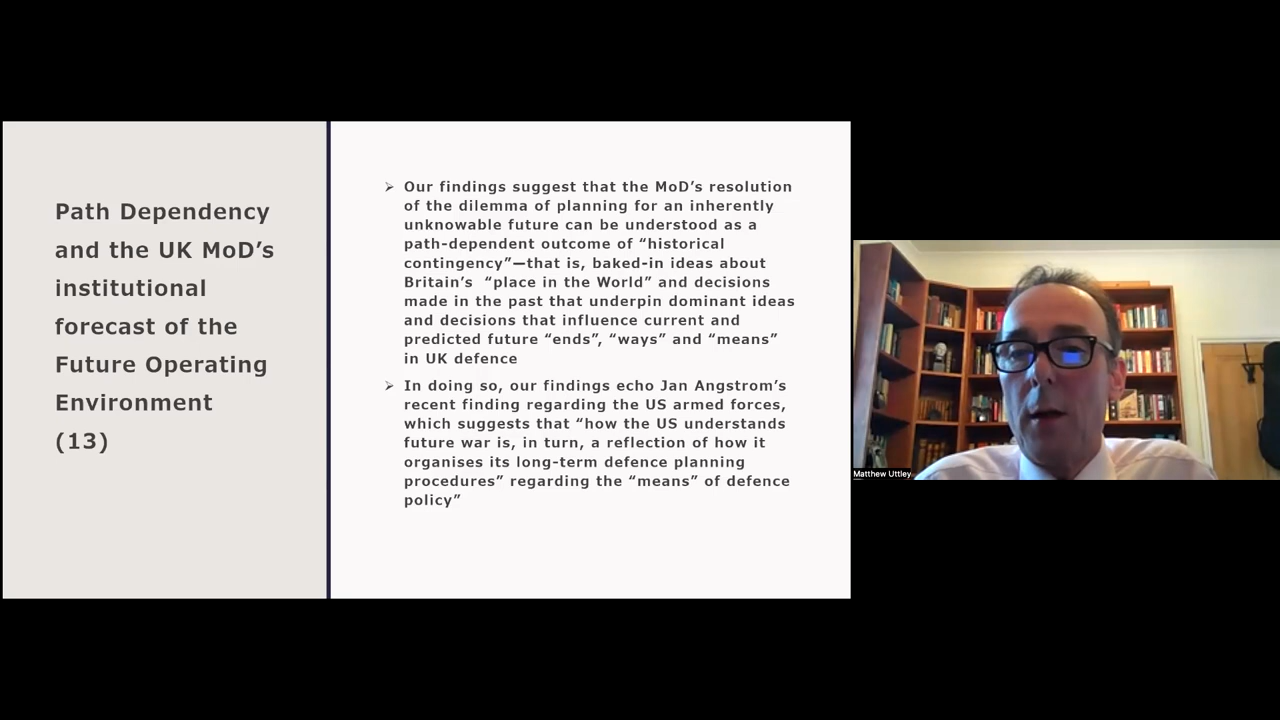 Path Dependency
and the UK MoD’s
institutional
forecast of the
Future Operating
Environment
(13)
➢ Our findings suggest that the MoD’s resolution
of the dilemma of planning for an inherently
unknowable future can be understood as a
path-dependent outcome of “historical
contingency”—that is, baked-in ideas about
Britain’s “place in the World” and decisions
made in the past that underpin dominant ideas
and decisions that influence current and
predicted future “ends”, “ways” and “means”
in UK defence
➢ In doing so, our findings echo Jan Angstrom’s
recent finding regarding the US armed forces,
which suggests that “how the US understands
future war is, in turn, a reflection of how it
organises its long-term defence planning
procedures” regarding the “means” of defence
policy”
Matthew Uttley